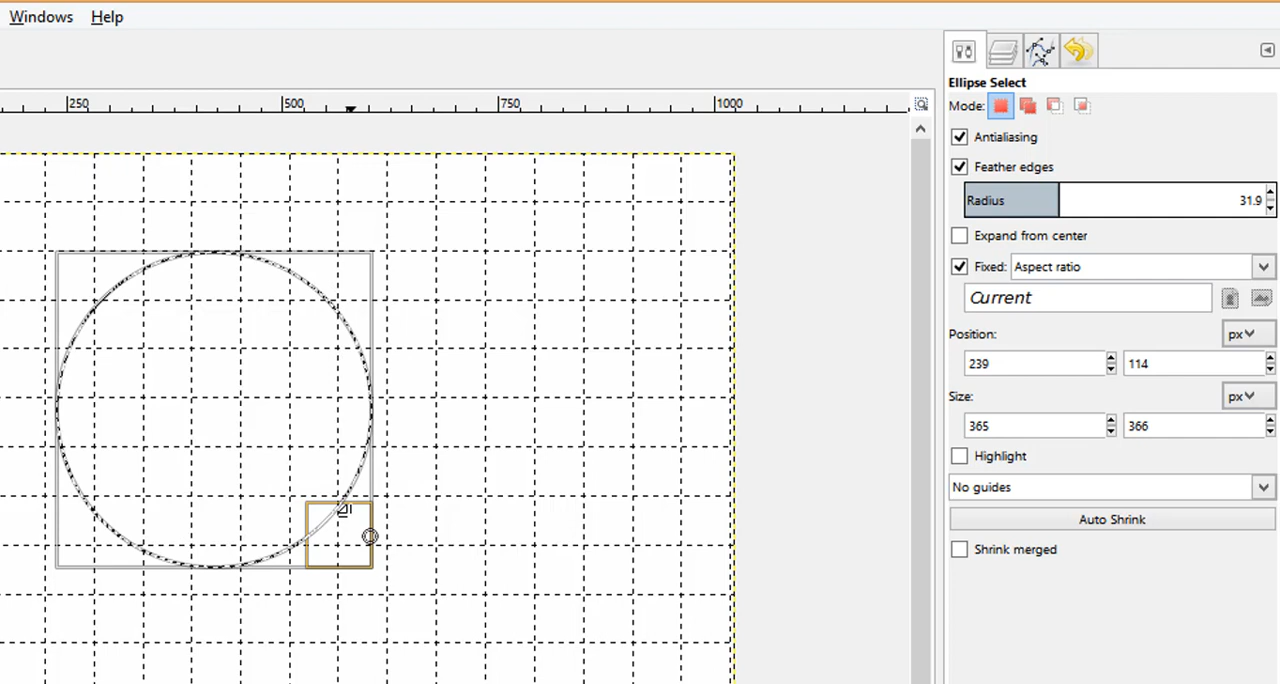 Windows Help
250 500 750 1000
Ellipse Select
Mode:
Antialiasing
Feather edges
Radius 31.9
Expand from center
Fixed: Aspect ratio
Current
Position: px
239 114
Size: px
365 366
Highlight
No guides
Auto Shrink
Shrink merged